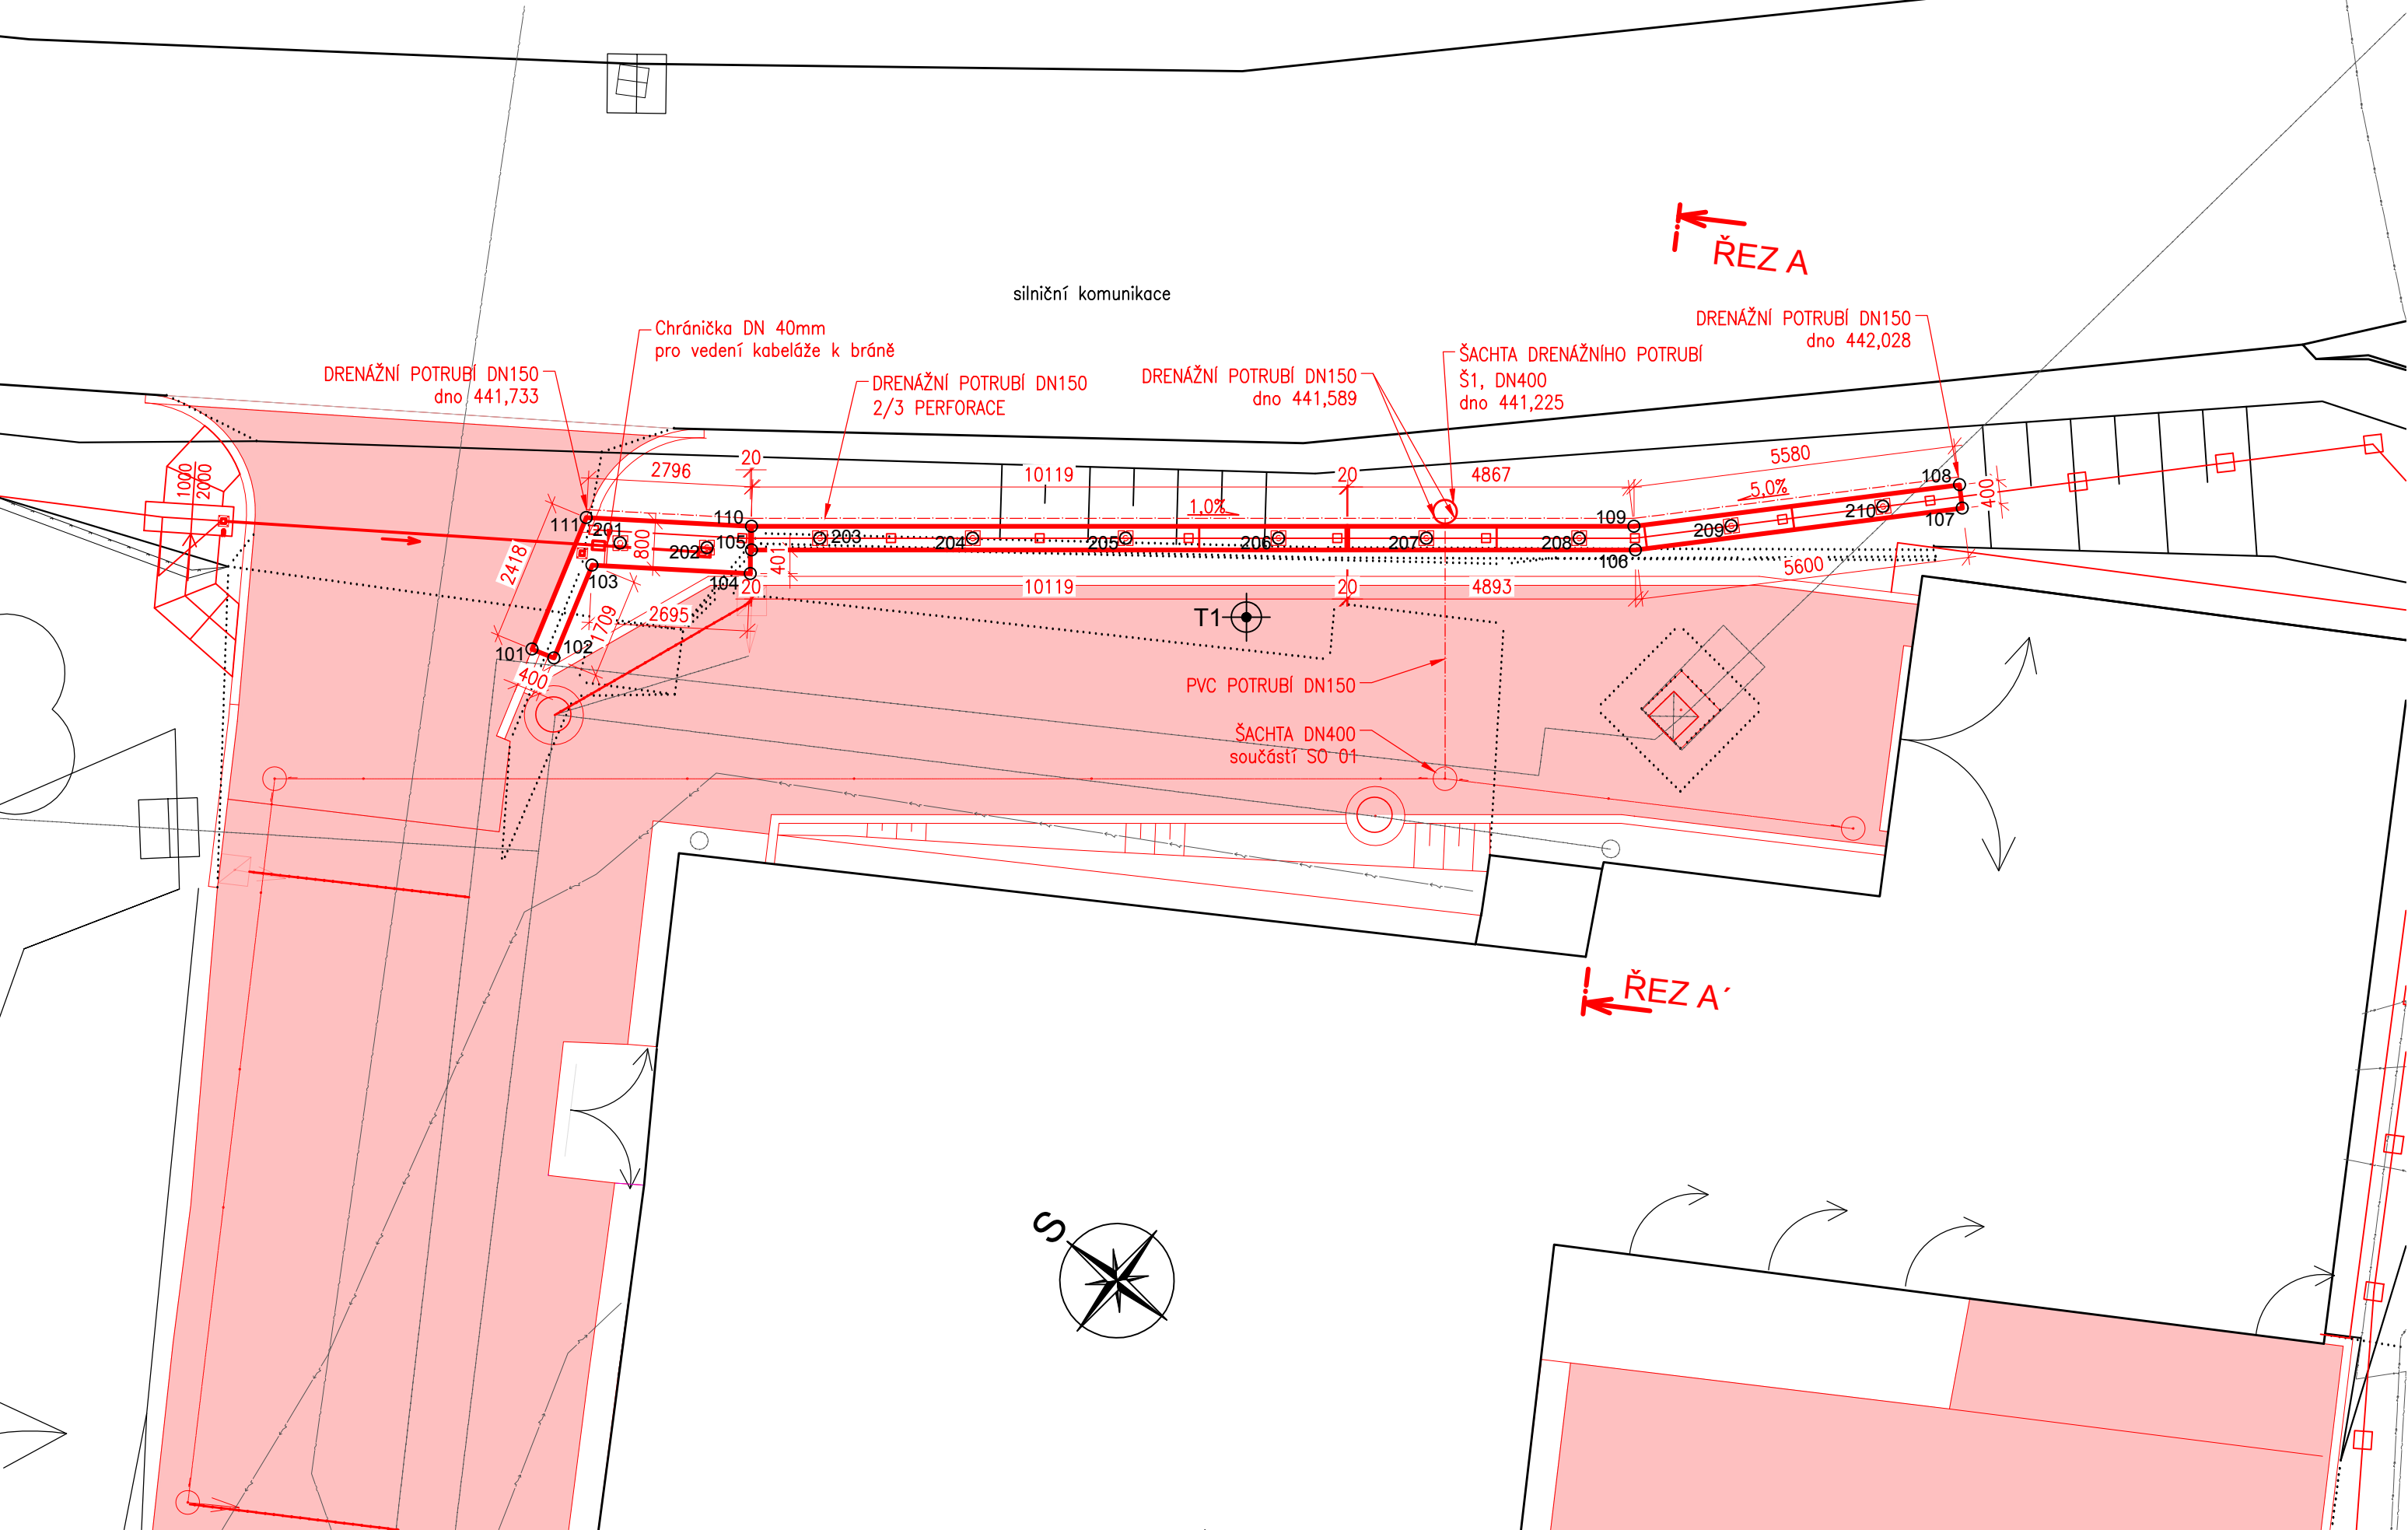 ŘEZ A
silniční komunikace
DRENÁŽNÍ POTRUBÍ DN150
dno 442,028
Chránička DN 40mm
pro vedení kabeláže k bráně
ŠACHTA DRENÁŽNÍHO POTRUBÍ
Š1, DN400
dno 441,225
DRENÁŽNÍ POTRUBÍ DN150
dno 441,733
DRENÁŽNÍ POTRUBÍ DN150
2/3 PERFORACE
DRENÁŽNÍ POTRUBÍ DN150
dno 441,589
1000
2000
2796
20
10119
20
4867
5580
5,0%
1,0%
108
400
107
111
201
110
105
202
203
204
205
206
207
208
109
106
209
210
800
401
2418
103
104
1709
2695
20
10119
20
4893
5600
101
102
400
T1
PVC POTRUBÍ DN150
ŠACHTA DN400
součástí SO 01
ŘEZ A´
S